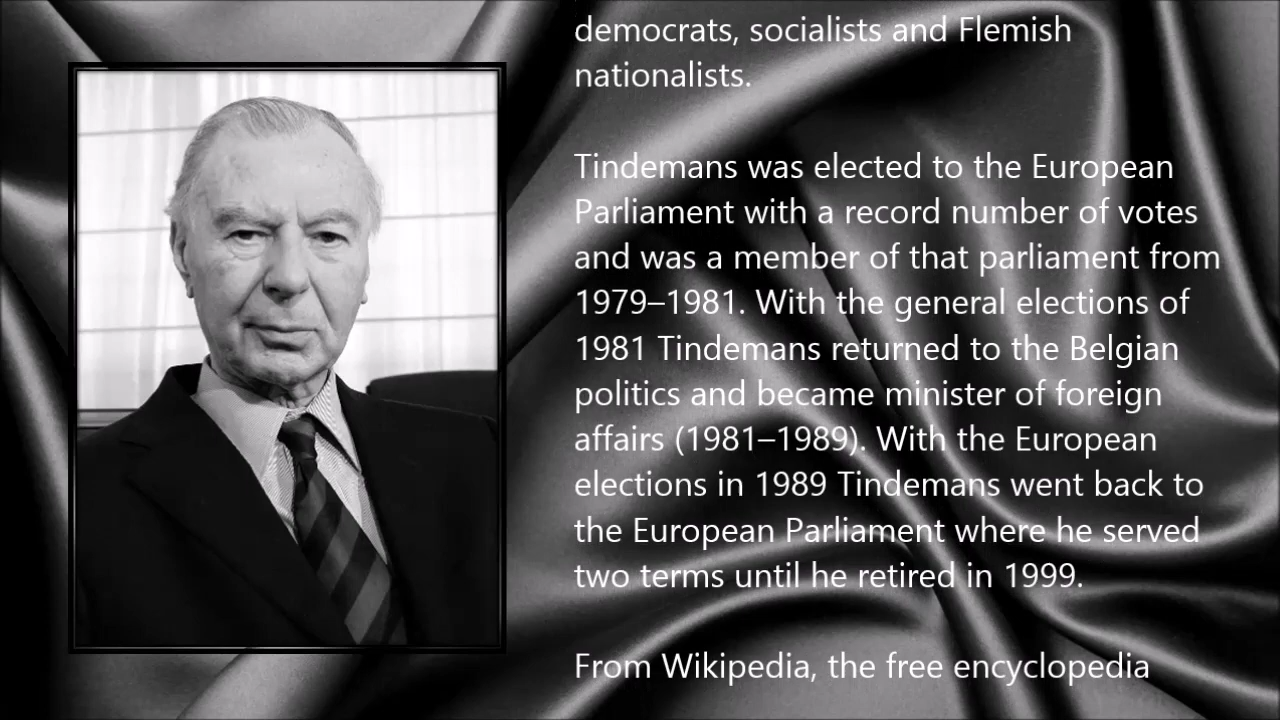 democrats, socialists and Flemish
nationalists.
Tindemans was elected to the European
Parliament with a record number of votes
and was a member of that parliament from
1979–1981. With the general elections of
1981 Tindemans returned to the Belgian
politics and became minister of foreign
affairs (1981–1989). With the European
elections in 1989 Tindemans went back to
the European Parliament where he served
two terms until he retired in 1999.
From Wikipedia, the free encyclopedia